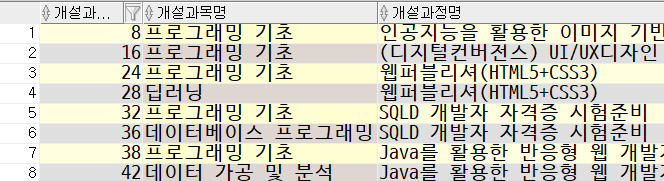 개설과... 개설과목명 개설과정명
1 8 프로그래밍 기초 인공지능을 활용한 이미지 기반
2 16 프로그래밍 기초 (디지털컨버전스) UI/UX디자인
3 24 프로그래밍 기초 웹퍼블리셔(HTML5+CSS3)
4 28 딥러닝 웹퍼블리셔(HTML5+CSS3)
5 32 프로그래밍 기초 SQLD 개발자 자격증 시험준비
6 36 데이터베이스 프로그래밍 SQLD 개발자 자격증 시험준비
7 38 프로그래밍 기초 Java를 활용한 반응형 웹
8 42 데이터 가공 및 분석 Java를 활용한 반응형 웹